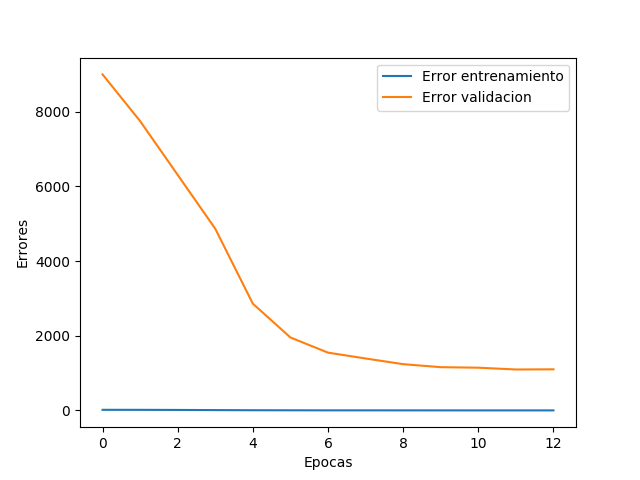 Error entrenamiento
Error validacion
8000
6000
4000
2000
0
Errores
0 2 4 6 8 10 12
Epocas